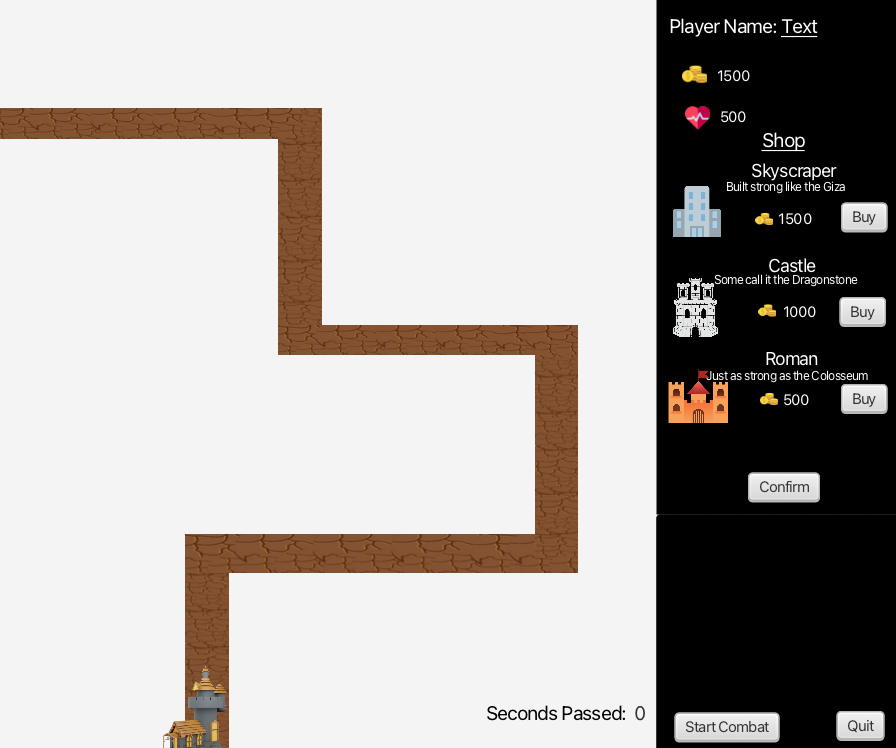 Player Name: Text
1500
500
Shop
Skyscraper
Built strong like the Giza
1500
Buy
Castle
Some call it the Dragonstone
1000
Buy
Roman
Just as strong as the Colosseum
500
Buy
Confirm
Seconds Passed: 0
Start Combat
Quit